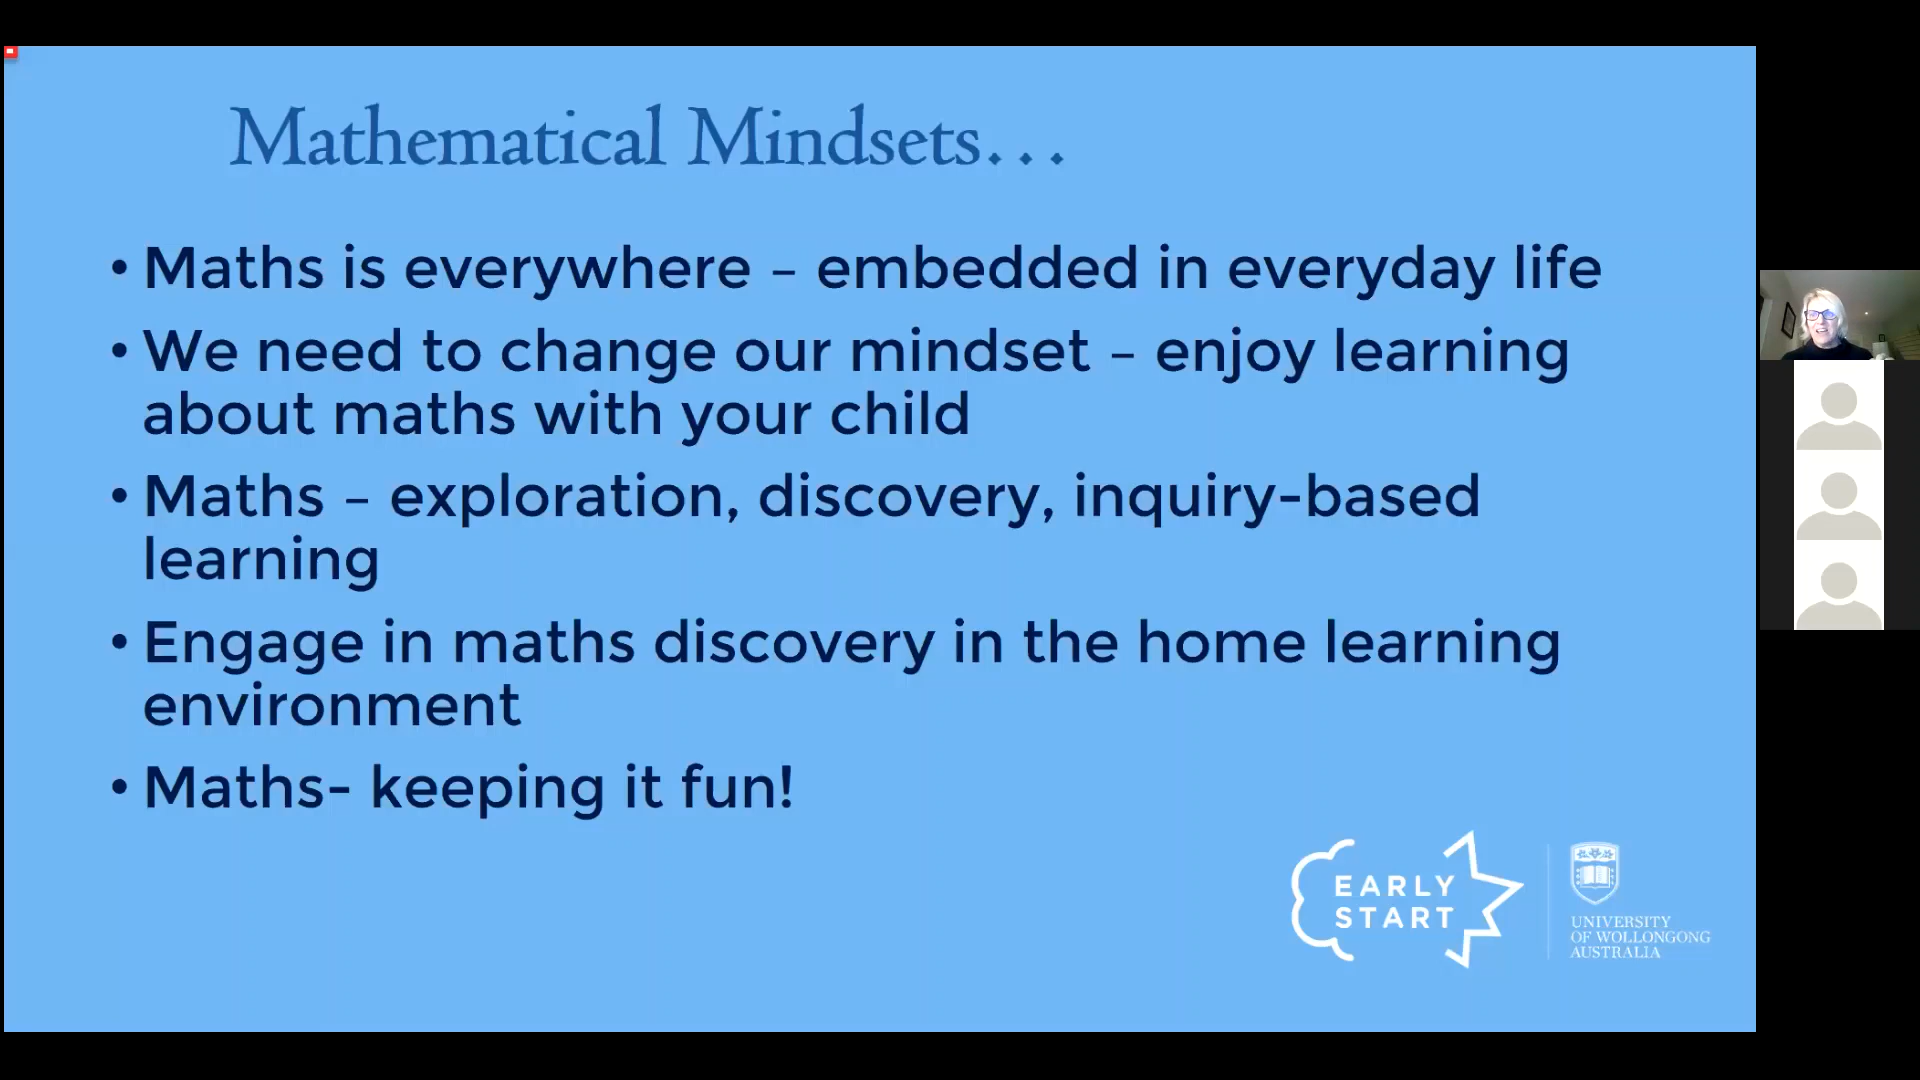 Mathematical Mindsets...
• Maths is everywhere – embedded in everyday life
• We need to change our mindset – enjoy learning
about maths with your child
• Maths – exploration, discovery, inquiry-based
learning
• Engage in maths discovery in the home learning
environment
• Maths- keeping it fun!
EARLY
START
UNIVERSITY
OF WOLLONGONG
AUSTRALIA